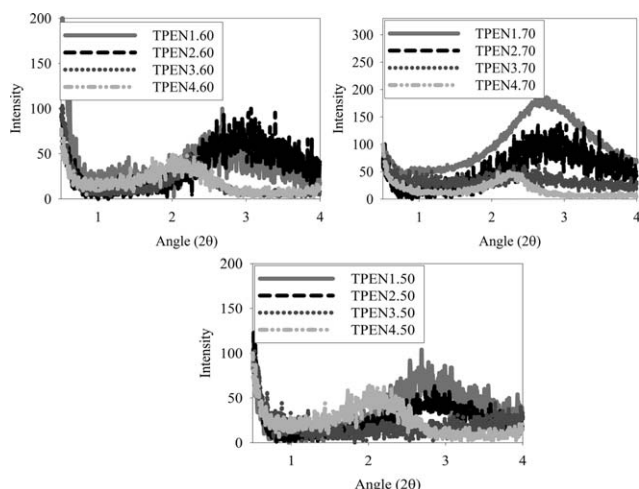 TPEN1.60
TPEN2.60
TPEN3.60
TPEN4.60
Intensity
200
150
100
50
0
1 2 3 4
Angle (2θ)
TPEN1.70
TPEN2.70
TPEN3.70
TPEN4.70
Intensity
300
250
200
150
100
50
0
1 2 3 4
Angle (2θ)
TPEN1.50
TPEN2.50
TPEN3.50
TPEN4.50
Intensity
200
150
100
50
0
1 2 3 4
Angle (2θ)